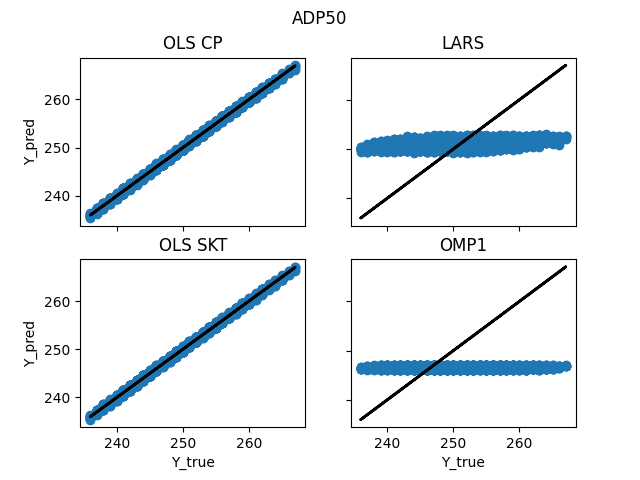 ADP50
OLS CP
LARS
260
250
240
Y_pred
OLS SKT
OMP1
260
250
240
Y_pred
240 250 260
240 250 260
Y_true
Y_true